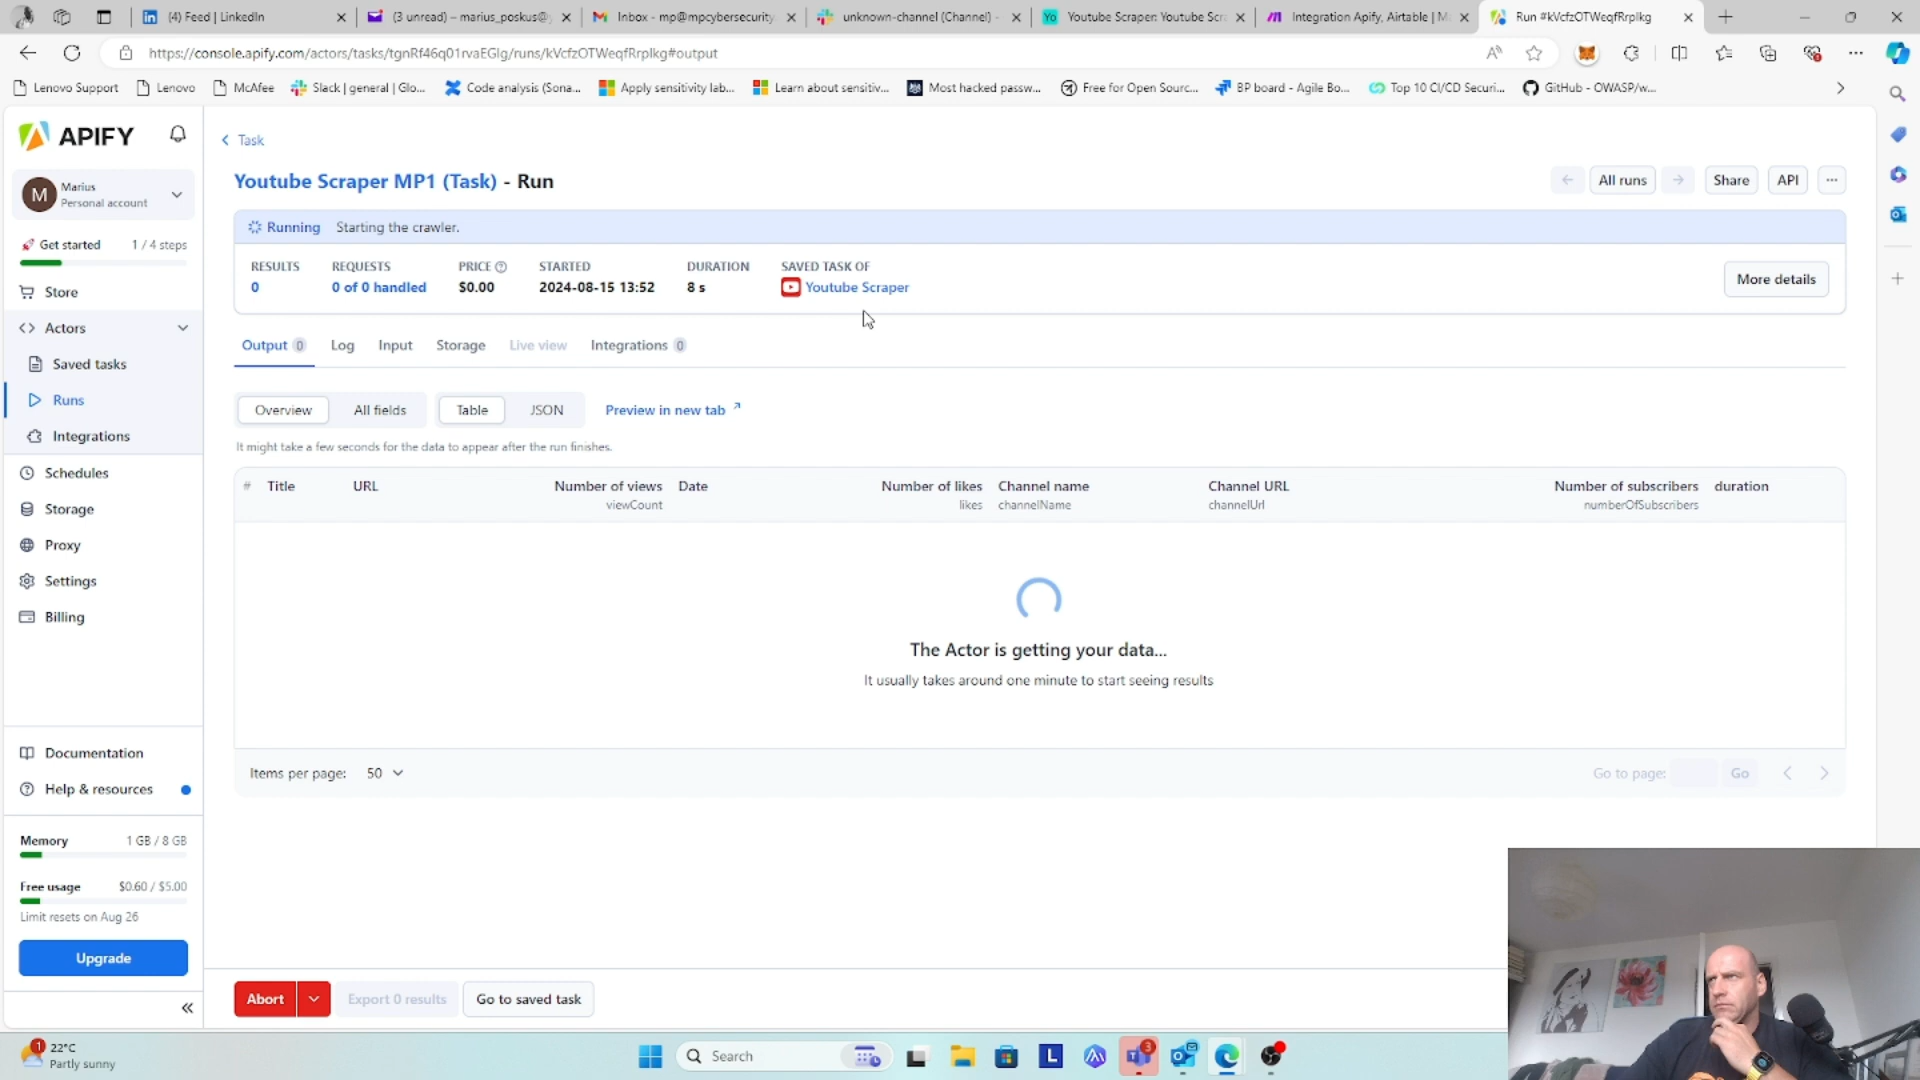 (4) Feed | LinkedIn
(3 unread) – marius_poskus@y
Inbox - mp@mpcybersecurity.
unknown-channel (Channel) -
Youtube Scraper: Youtube Scra
Integration Apify, Airtable | M
Run #kVcfzOTWeqfRrpIkg
https://console.apify.com/actors/tasks/tgnRf46q01rvaEGIg/runs/kVcfzOTWeqfRrpIkg#output
Lenovo Support
Lenovo
McAfee
Slack | general | Glo...
Code analysis (Sona...
Apply sensitivity lab...
Learn about sensitiv...
Most hacked passw...
Free for Open Sourc...
BP board - Agile Bo...
Top 10 CI/CD Securi...
GitHub - OWASP/w...
APIFY
Task
M
Marius
Personal account
Youtube Scraper MP1 (Task) - Run
All runs
Share
API
Running Starting the crawler.
Get started 1 / 4 steps
RESULTS REQUESTS PRICE STARTED DURATION SAVED TASK OF
0 0 of 0 handled $0.00 2024-08-15 13:52 8 s Youtube Scraper
More details
Store
Actors
Output 0 Log Input Storage Live view Integrations 0
Saved tasks
Runs
Overview All fields Table JSON Preview in new tab
Integrations
It might take a few seconds for the data to appear after the run finishes.
Schedules
# Title URL Number of views Date Number of likes Channel name Channel URL Number of subscribers duration
viewCount likes channelName channelUrl numberOfSubscribers
Storage
Proxy
Settings
Billing
The Actor is getting your data...
It usually takes around one minute to start seeing results
Documentation
Items per page: 50
Go to page: Go
Help & resources
Memory 1 GB / 8 GB
Free usage $0.60 / $5.00
Limit resets on Aug 26
Upgrade
Abort
Export 0 results
Go to saved task
1
22°C
Partly sunny
Search
L
3